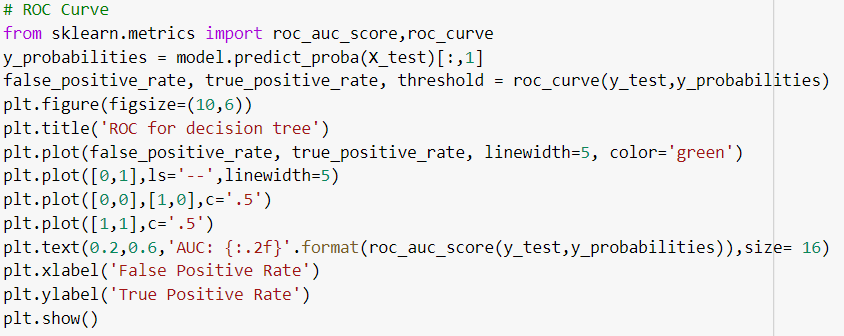 # ROC Curve
from sklearn.metrics import roc_auc_score,roc_curve
y_probabilities = model.predict_proba(X_test)[:,1]
false_positive_rate, true_positive_rate, threshold = roc_curve(y_test,y_probabilities)
plt.figure(figsize=(10,6))
plt.title('ROC for decision tree')
plt.plot(false_positive_rate, true_positive_rate, linewidth=5, color='green')
plt.plot([0,1],ls='--',linewidth=5)
plt.plot([0,0],[1,0],c='.5')
plt.plot([1,1],c='.5')
plt.text(0.2,0.6,'AUC: {:.2f}'.format(roc_auc_score(y_test,y_probabilities)),size= 16)
plt.xlabel('False Positive Rate')
plt.ylabel('True Positive Rate')
plt.show()